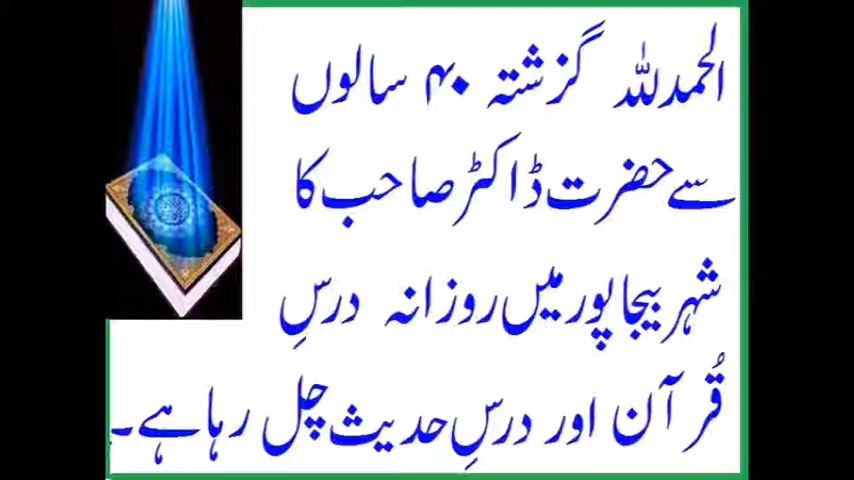 الحمدللہ گزشتہ ۴۰ سالوں
سے حضرت ڈاکٹر صاحب کا
شہر بیجاپور میں روزانہ درسِ
قُرآن اور درسِ حدیث چل رہا ہے۔